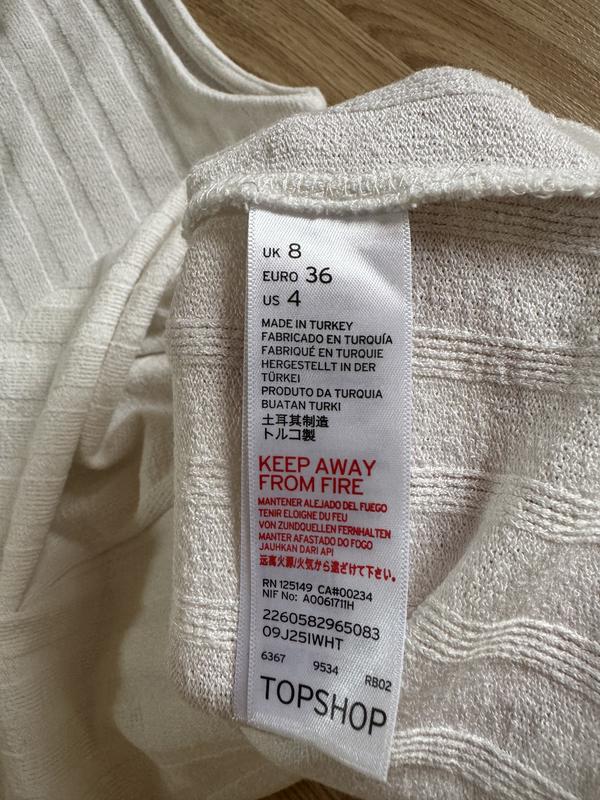 UK 8
EURO 36
US 4
MADE IN TURKEY
FABRICADO EN TURQUÍA
FABRIQUÉ EN TURQUIE
HERGESTELLT IN DER
TÜRKEI
PRODUTO DA TURQUIA
BUATAN TURKI
土耳其制造
トルコ製
KEEP AWAY
FROM FIRE
MANTENER ALEJADO DEL FUEGO
TENIR ELOIGNE DU FEU
VON ZUNDQUELLEN FERNHALTEN
MANTER AFASTADO DO FOGO
JAUHKAN DARI API
远离火源/火気から遠ざけて下さい。
RN 125149 CA#00234
NIF No: A0061711H
2260582965083
09J25IWHT
6367 9534 RB02
TOPSHOP